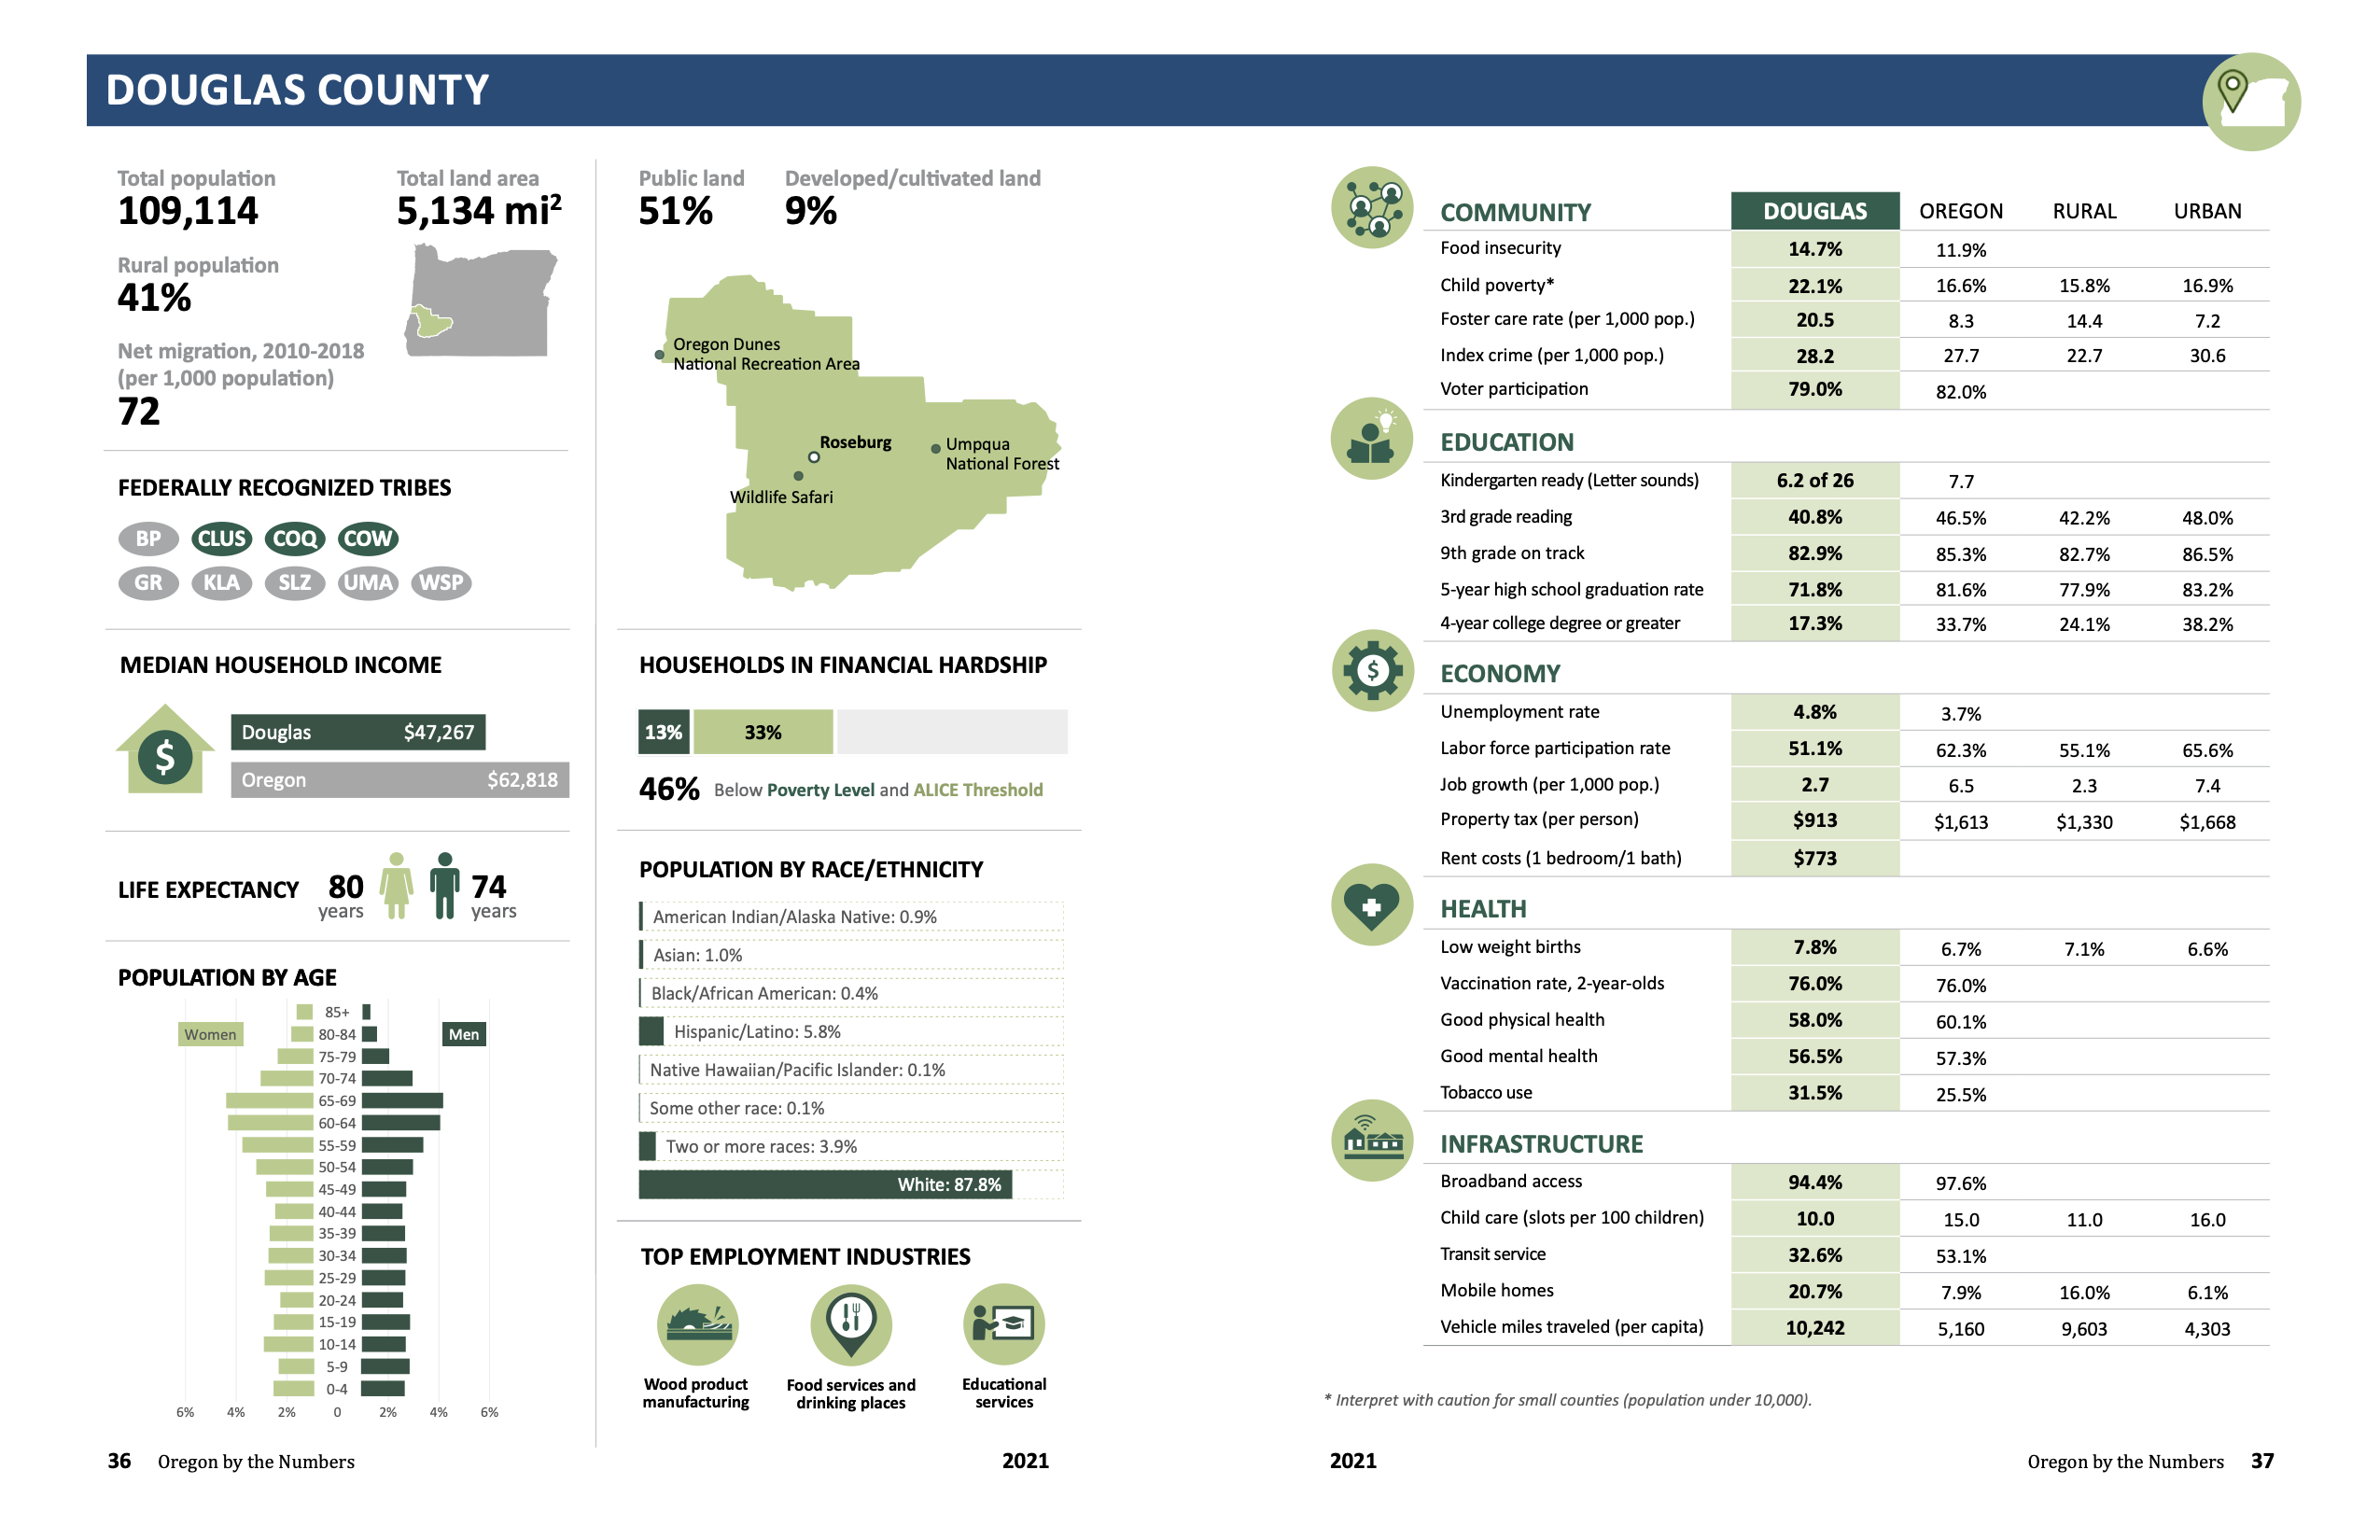 DOUGLAS COUNTY
Total population
109,114
Total land area
5,134 mi²
Rural population
41%
Net migration, 2010-2018
(per 1,000 population)
72
FEDERALLY RECOGNIZED TRIBES
BP CLUS COQ COW
GR KLA SLZ UMA WSP
MEDIAN HOUSEHOLD INCOME
$
Douglas $47,267
Oregon $62,818
LIFE EXPECTANCY 80 years 74 years
POPULATION BY AGE
Women
Men
85+
80-84
75-79
70-74
65-69
60-64
55-59
50-54
45-49
40-44
35-39
30-34
25-29
20-24
15-19
10-14
5-9
0-4
6% 4% 2% 0 2% 4% 6%
Public land
51%
Developed/cultivated land
9%
Oregon Dunes
National Recreation Area
Roseburg
Umpqua
National Forest
Wildlife Safari
HOUSEHOLDS IN FINANCIAL HARDSHIP
13% 33%
46% Below Poverty Level and ALICE Threshold
POPULATION BY RACE/ETHNICITY
American Indian/Alaska Native: 0.9%
Asian: 1.0%
Black/African American: 0.4%
Hispanic/Latino: 5.8%
Native Hawaiian/Pacific Islander: 0.1%
Some other race: 0.1%
Two or more races: 3.9%
White: 87.8%
TOP EMPLOYMENT INDUSTRIES
Wood product
manufacturing
Food services and
drinking places
Educational
services
36 Oregon by the Numbers
2021
COMMUNITY DOUGLAS OREGON RURAL URBAN
Food insecurity 14.7% 11.9%
Child poverty* 22.1% 16.6% 15.8% 16.9%
Foster care rate (per 1,000 pop.) 20.5 8.3 14.4 7.2
Index crime (per 1,000 pop.) 28.2 27.7 22.7 30.6
Voter participation 79.0% 82.0%
EDUCATION
Kindergarten ready (Letter sounds) 6.2 of 26 7.7
3rd grade reading 40.8% 46.5% 42.2% 48.0%
9th grade on track 82.9% 85.3% 82.7% 86.5%
5-year high school graduation rate 71.8% 81.6% 77.9% 83.2%
4-year college degree or greater 17.3% 33.7% 24.1% 38.2%
$
ECONOMY
Unemployment rate 4.8% 3.7%
Labor force participation rate 51.1% 62.3% 55.1% 65.6%
Job growth (per 1,000 pop.) 2.7 6.5 2.3 7.4
Property tax (per person) $913 $1,613 $1,330 $1,668
Rent costs (1 bedroom/1 bath) $773
HEALTH
Low weight births 7.8% 6.7% 7.1% 6.6%
Vaccination rate, 2-year-olds 76.0% 76.0%
Good physical health 58.0% 60.1%
Good mental health 56.5% 57.3%
Tobacco use 31.5% 25.5%
INFRASTRUCTURE
Broadband access 94.4% 97.6%
Child care (slots per 100 children) 10.0 15.0 11.0 16.0
Transit service 32.6% 53.1%
Mobile homes 20.7% 7.9% 16.0% 6.1%
Vehicle miles traveled (per capita) 10,242 5,160 9,603 4,303
* Interpret with caution for small counties (population under 10,000).
2021
Oregon by the Numbers 37